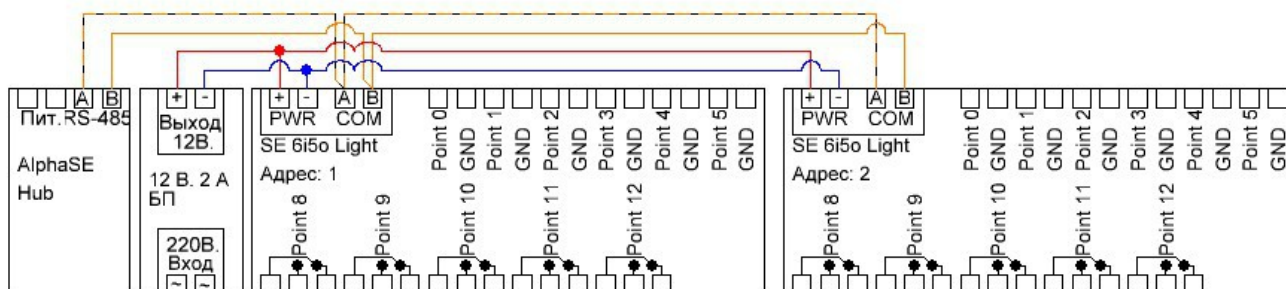 A B
Пит. RS-485
AlphaSE
Hub
+ -
Выход
12В.
12 В. 2 А
БП
220В.
Вход
~ ~
+ - A B
PWR COM
SE 6i5o Light
Адрес: 1
Point 0
GND
Point 1
GND
Point 2
GND
Point 3
GND
Point 4
GND
Point 5
GND
Point 8
Point 9
Point 10
Point 11
Point 12
+ - A B
PWR COM
SE 6i5o Light
Адрес: 2
Point 0
GND
Point 1
GND
Point 2
GND
Point 3
GND
Point 4
GND
Point 5
GND
Point 8
Point 9
Point 10
Point 11
Point 12